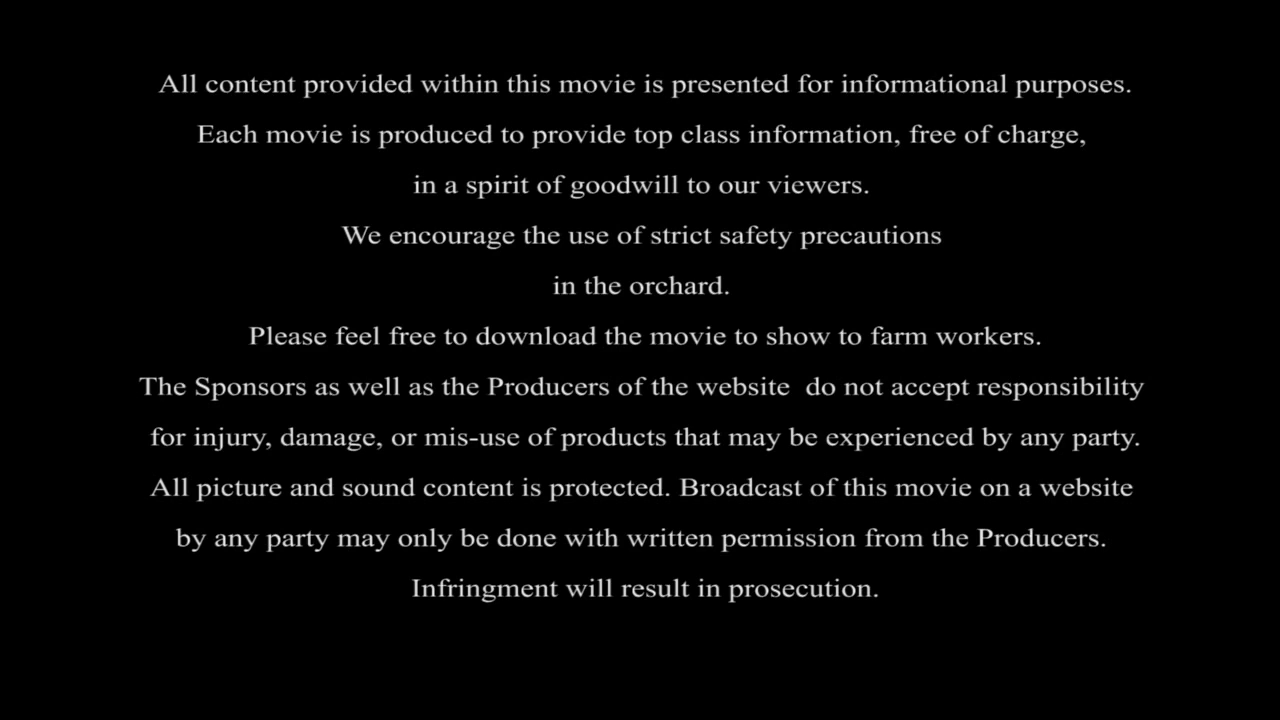 All content provided within this movie is presented for informational purposes.
Each movie is produced to provide top class information, free of charge,
in a spirit of goodwill to our viewers.
We encourage the use of strict safety precautions
in the orchard.
Please feel free to download the movie to show to farm workers.
The Sponsors as well as the Producers of the website  do not accept responsibility
for injury, damage, or mis-use of products that may be experienced by any party.
All picture and sound content is protected. Broadcast of this movie on a website
by any party may only be done with written permission from the Producers.
Infringment will result in prosecution.